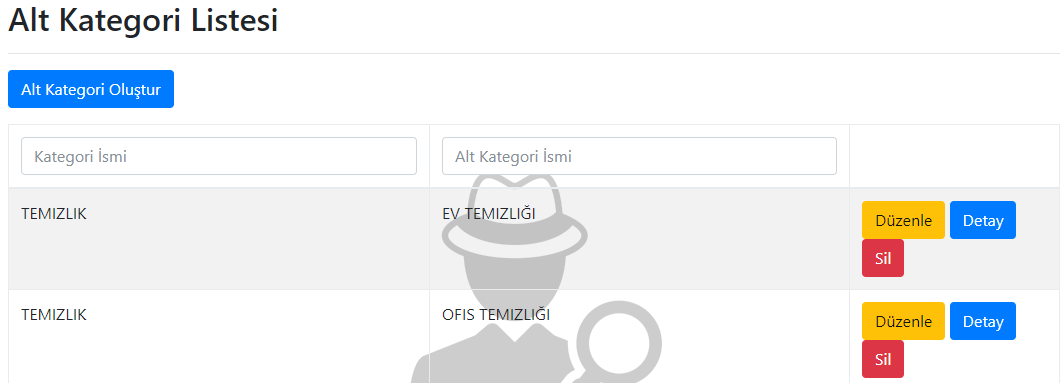 Alt Kategori Listesi
Alt Kategori Oluştur
Kategori İsmi Alt Kategori İsmi
TEMIZLIK EV TEMIZLIĞI Düzenle Detay
Sil
TEMIZLIK OFIS TEMIZLIĞI Düzenle Detay
Sil